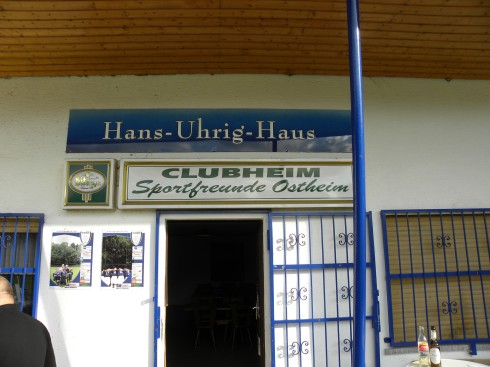 Hans-Uhrig-Haus
CLUBHEIM
Sportfreunde Ostheim